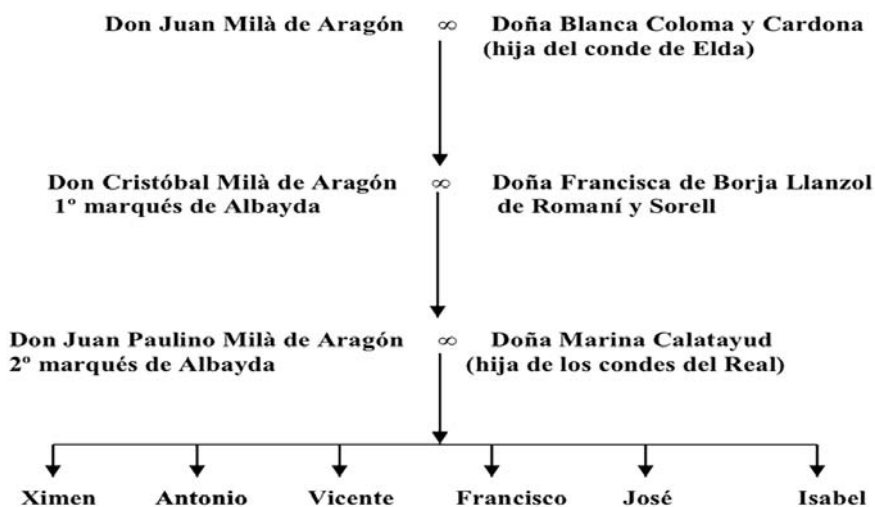 Don Juan Milà de Aragón ∞ Doña Blanca Coloma y Cardona
(hija del conde de Elda)
Don Cristóbal Milà de Aragón ∞ Doña Francisca de Borja Llanzol
1º marqués de Albayda de Romaní y Sorell
Don Juan Paulino Milà de Aragón ∞ Doña Marina Calatayud
2º marqués de Albayda (hija de los condes del Real)
Ximen Antonio Vicente Francisco José Isabel